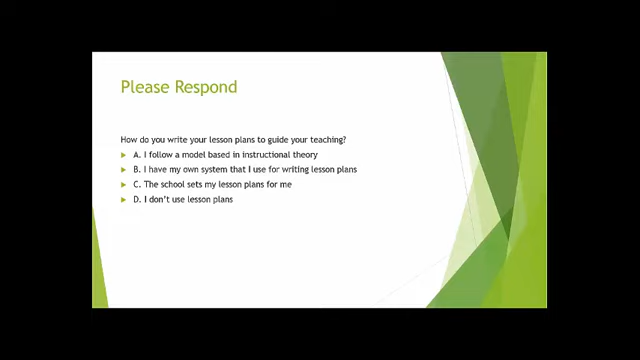 Please Respond
How do you write your lesson plans to guide your teaching?
A. I follow a model based in instructional theory
B. I have my own system that I use for writing lesson plans
C. The school sets my lesson plans for me
D. I don't use lesson plans